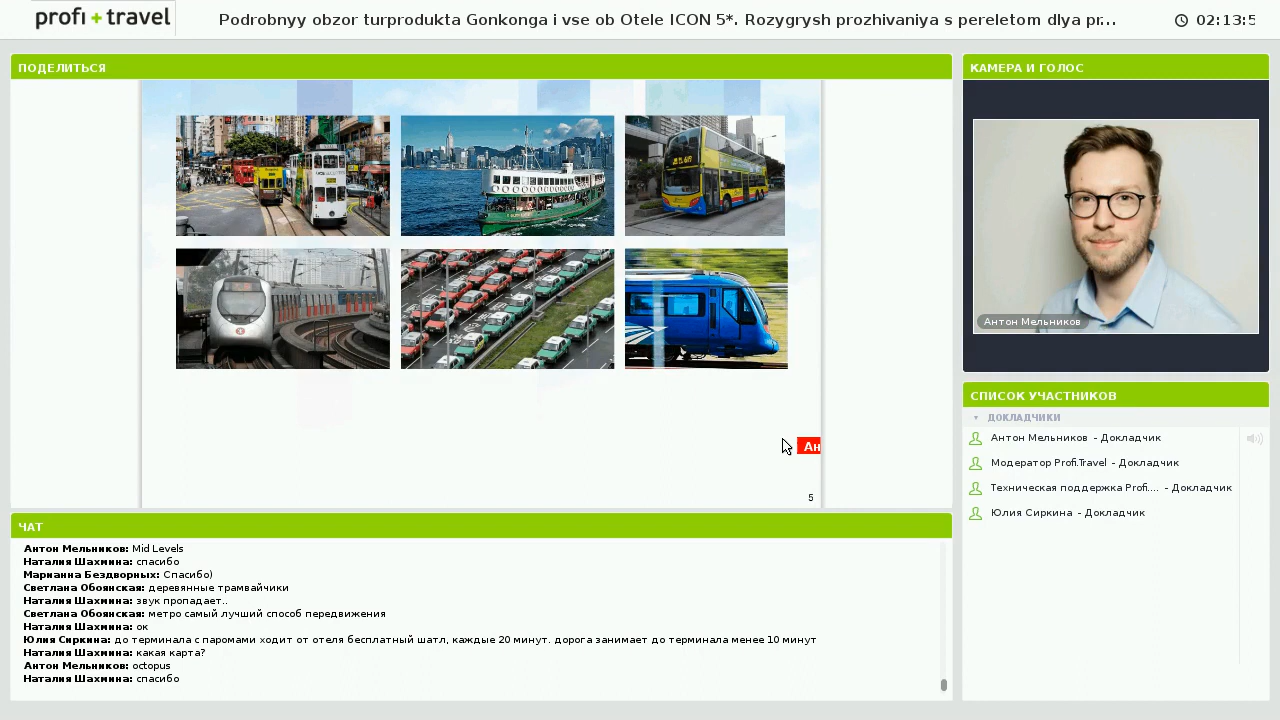 profi+travel
Podrobnyy obzor turprodukta Gonkonga i vse ob Otele ICON 5*. Rozygrysh prozhivaniya s pereletom dlya pr...
02:13:5
ПОДЕЛИТЬСЯ
Ан
5
КАМЕРА И ГОЛОС
Антон Мельников
СПИСОК УЧАСТНИКОВ
ДОКЛАДЧИКИ
Антон Мельников - Докладчик
Модератор Profi.Travel - Докладчик
Техническая поддержка Profi.... - Докладчик
Юлия Сиркина - Докладчик
ЧАТ
Антон Мельников: Mid Levels
Наталия Шахмина: спасибо
Марианна Бездворных: Спасибо)
Светлана Обоянская: деревянные трамвайчики
Наталия Шахмина: звук пропадает..
Светлана Обоянская: метро самый лучший способ передвижения
Наталия Шахмина: ок
Юлия Сиркина: до терминала с паромами ходит от отеля бесплатный шатл, каждые 20 минут. дорога занимает до терминала менее 10 минут
Наталия Шахмина: какая карта?
Антон Мельников: octopus
Наталия Шахмина: спасибо